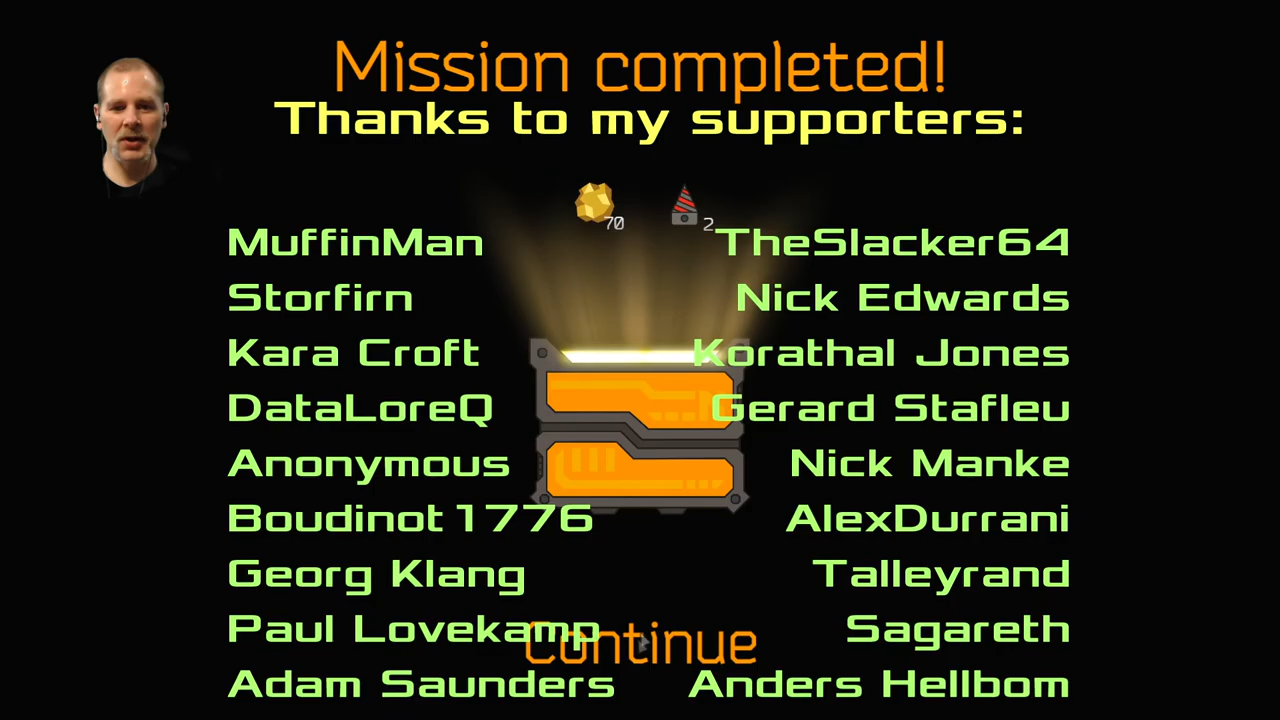 Mission completed!
Thanks to my supporters:
70
2
MuffinMan TheSlacker64
Storfirn Nick Edwards
Kara Croft Korathal Jones
DataLoreQ Gerard Stafleu
Anonymous Nick Manke
Boudinot1776 AlexDurrani
Georg Klang Talleyrand
Paul Lovekamp Sagareth
Continue
Adam Saunders Anders Hellbom